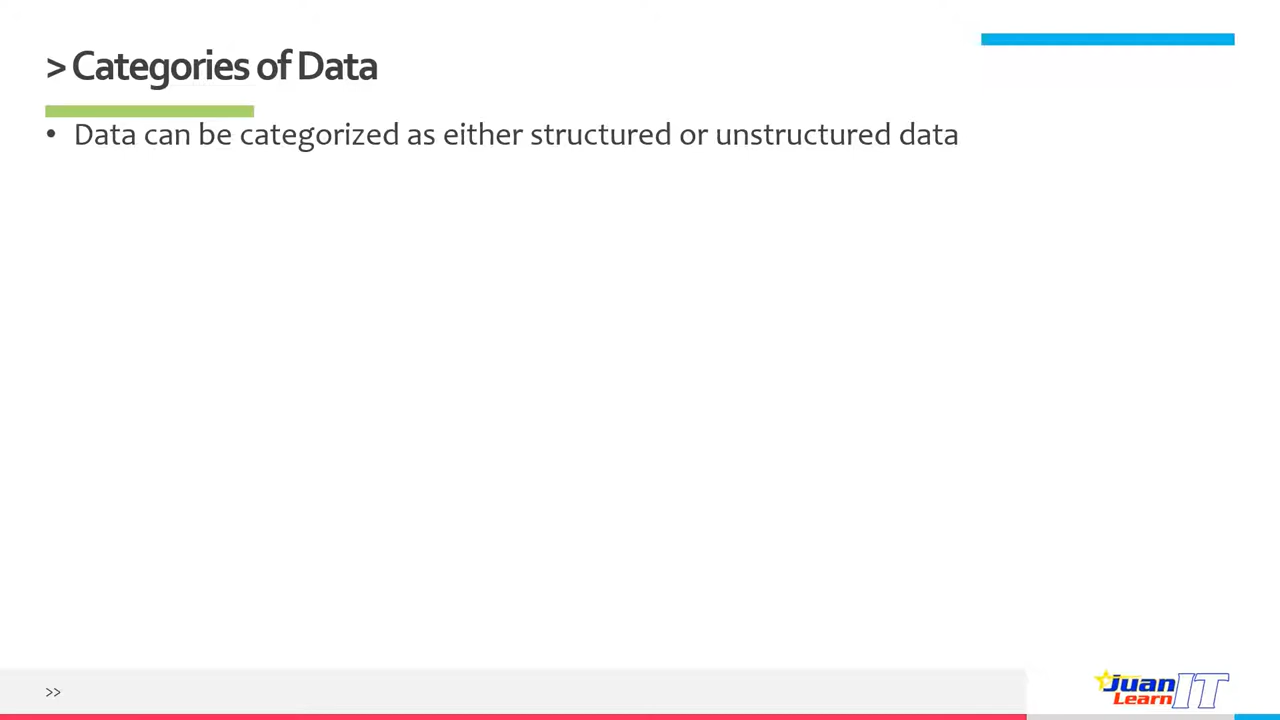 > Categories of Data
• Data can be categorized as either structured or unstructured data
>>
Juan
Learn
IT